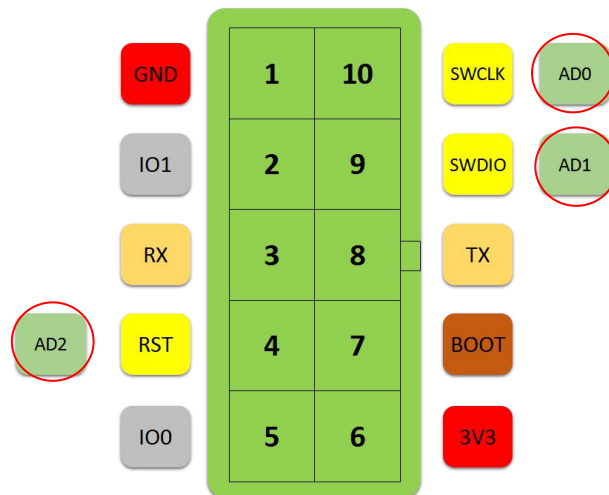 GND 1 10 SWCLK AD0
IO1 2 9 SWDIO AD1
RX 3 8 TX
AD2 RST 4 7 BOOT
IO0 5 6 3V3